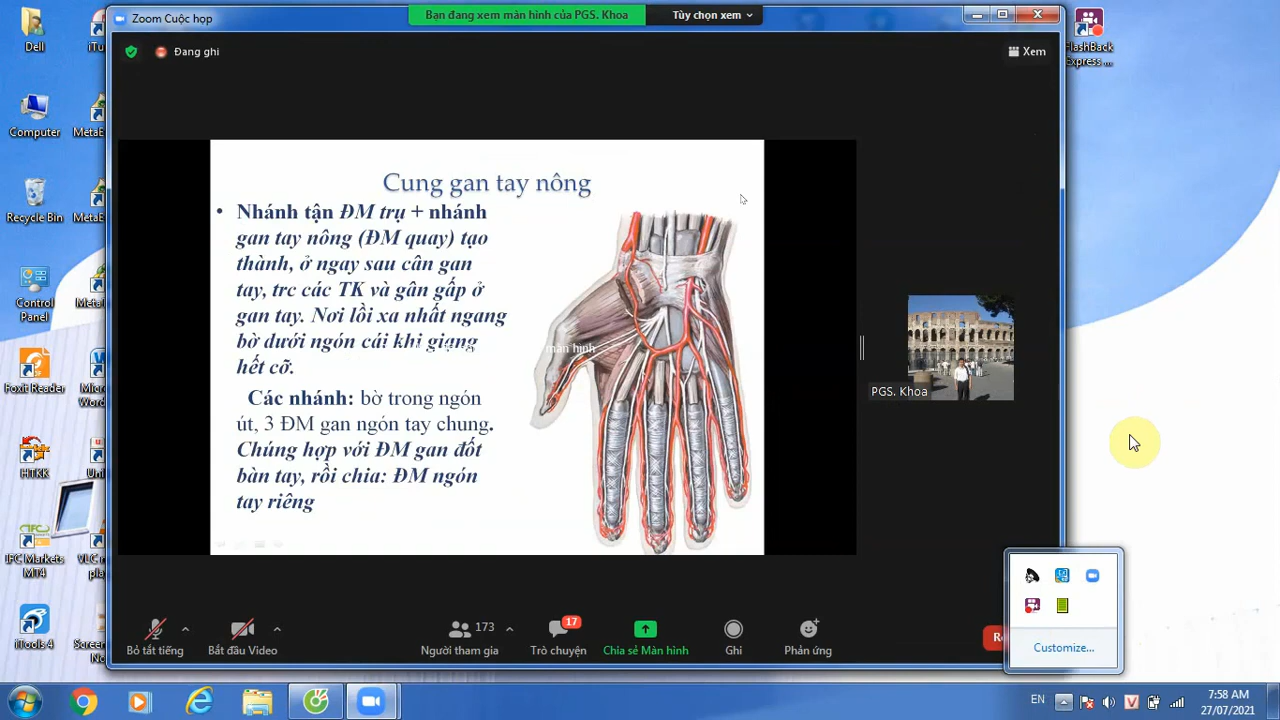 Zoom Cuộc họp
Bạn đang xem màn hình của PGS. Khoa
Tùy chọn xem
Đang ghi
Xem
Dell
iTu
FlashBack
Express ...
Computer
MetaE
Recycle Bin
MetaE
Control
Panel
Foxit Reader
HTKK
IFC Markets
MT4
iTools 4
Cung gan tay nông
• Nhánh tận ĐM trụ + nhánh
gan tay nông (ĐM quay) tạo
thành, ở ngay sau cân gan
tay, trc các TK và gân gấp ở
gan tay. Nơi lồi xa nhất ngang
bờ dưới ngón cái khi giạng
hết cỡ.
màn hình
Các nhánh: bờ trong ngón
út, 3 ĐM gan ngón tay chung.
Chúng hợp với ĐM gan đốt
bàn tay, rồi chia: ĐM ngón
tay riêng
PGS. Khoa
Bỏ tắt tiếng
Bắt đầu Video
173
Người tham gia
17
Trò chuyện
Chia sẻ Màn hình
Ghi
Phản ứng
Customize...
EN
7:58 AM
27/07/2021